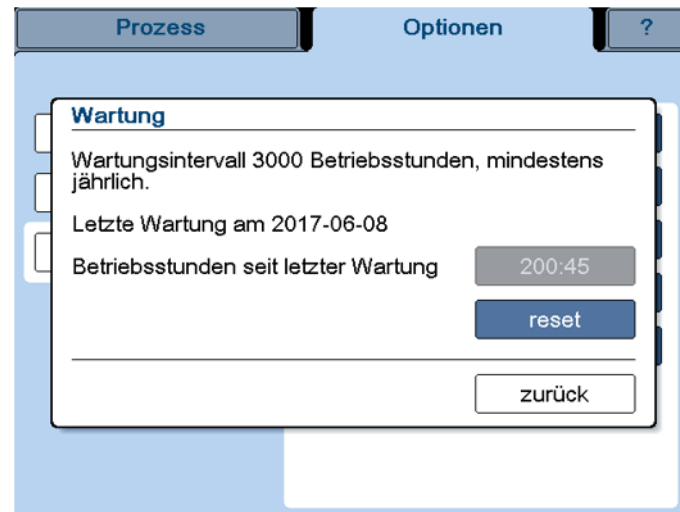 Prozess
Optionen
?
Wartung
Wartungsintervall 3000 Betriebsstunden, mindestens
jährlich.
Letzte Wartung am 2017-06-08
Betriebsstunden seit letzter Wartung
200:45
reset
zurück